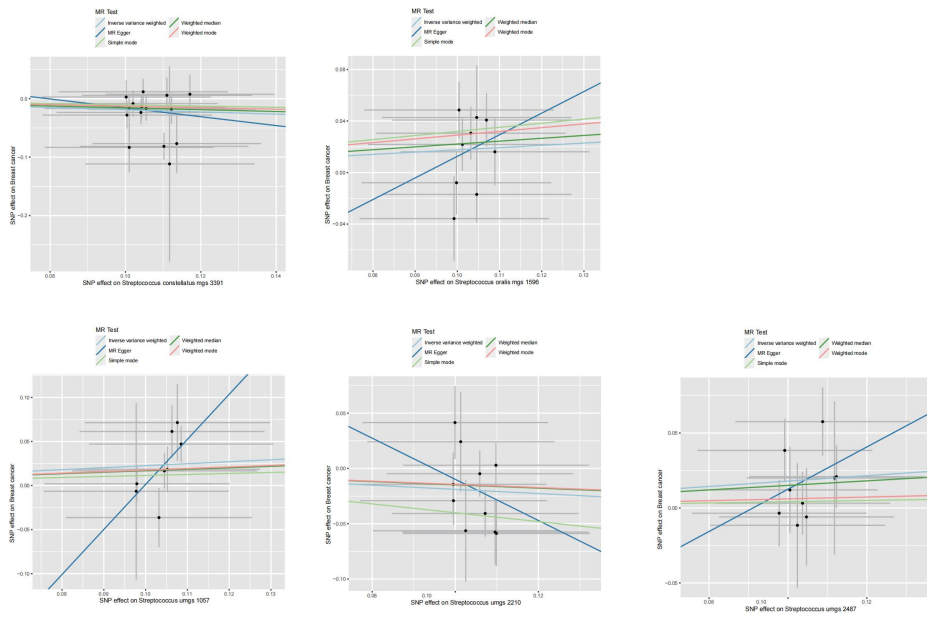 MR Test
Inverse variance weighted Weighted median
MR Egger Weighted mode
Simple mode
0.0
-0.1
-0.2
SNP effect on Breast cancer
0.08 0.10 0.12 0.14
SNP effect on Streptococcus constellatus mgs 3391
MR Test
Inverse variance weighted Weighted median
MR Egger Weighted mode
Simple mode
0.08
0.04
0.00
-0.04
SNP effect on Breast cancer
0.08 0.09 0.10 0.11 0.12 0.13
SNP effect on Streptococcus oralis mgs 1596
MR Test
Inverse variance weighted Weighted median
MR Egger Weighted mode
Simple mode
0.10
0.05
0.00
-0.05
-0.10
SNP effect on Breast cancer
0.08 0.09 0.10 0.11 0.12 0.13
SNP effect on Streptococcus umgs 1057
MR Test
Inverse variance weighted Weighted median
MR Egger Weighted mode
Simple mode
0.05
0.00
-0.05
-0.10
SNP effect on Breast cancer
0.08 0.12
SNP effect on Streptococcus umgs 2210
MR Test
Inverse variance weighted Weighted median
MR Egger Weighted mode
Simple mode
0.05
0.00
-0.05
SNP effect on Breast cancer
0.08 0.12
SNP effect on Streptococcus umgs 2487